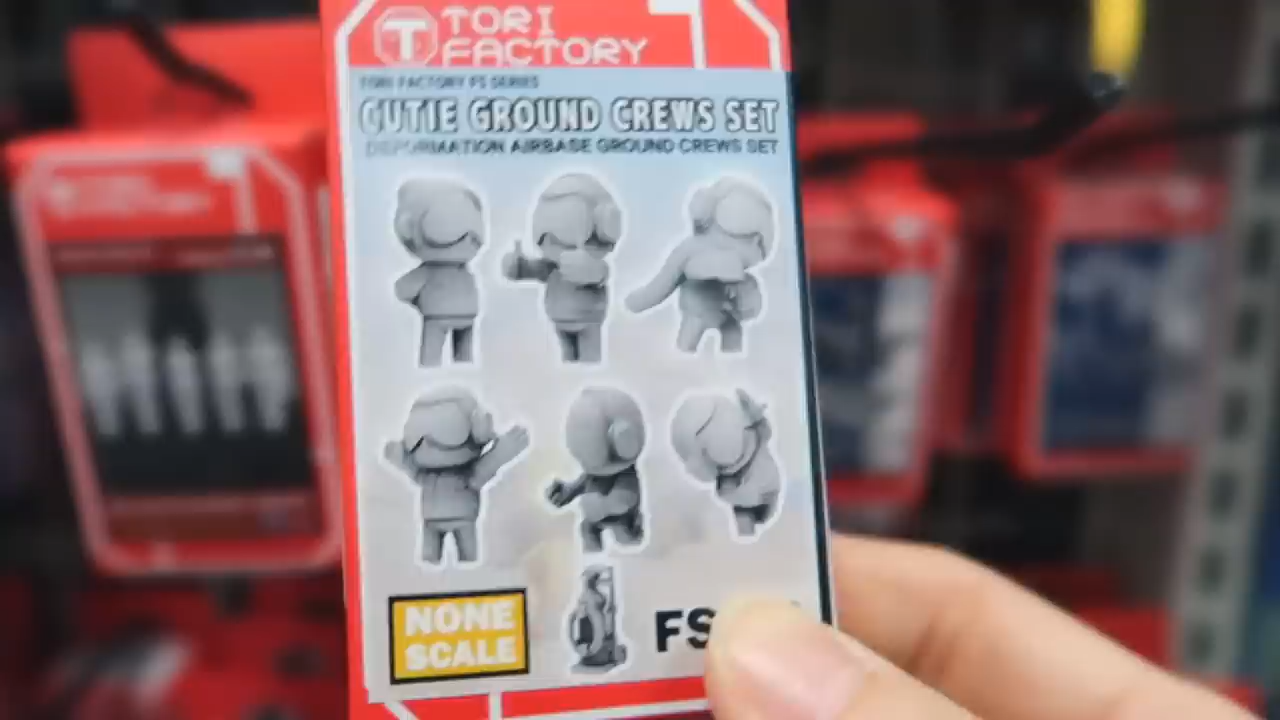 TORI
FACTORY
TORI FACTORY FS SERIES
CUTIE GROUND CREWS SET
DEFORMATION AIRBASE GROUND CREWS SET
NONE
SCALE
FS